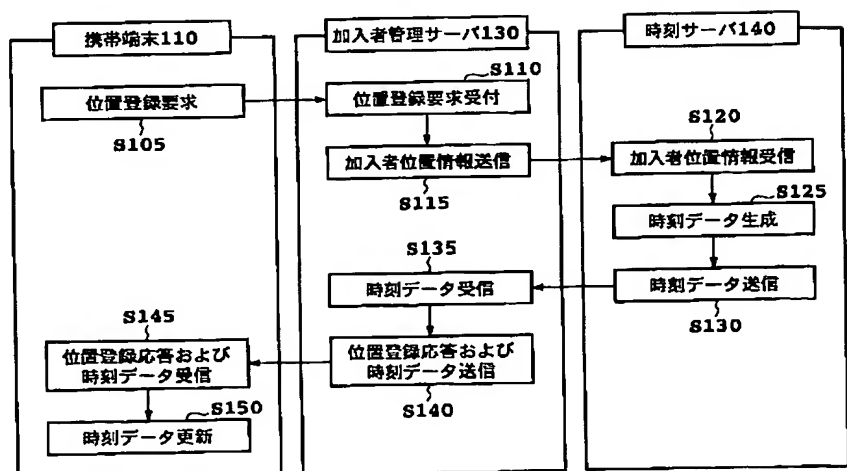 携帯端末110
加入者管理サーバ130
時刻サーバ140
位置登録要求
S105
S110
位置登録要求受付
加入者位置情報送信
S115
S120
加入者位置情報受信
S125
時刻データ生成
時刻データ送信
S130
S135
時刻データ受信
位置登録応答および
時刻データ送信
S140
S145
位置登録応答および
時刻データ受信
S150
時刻データ更新